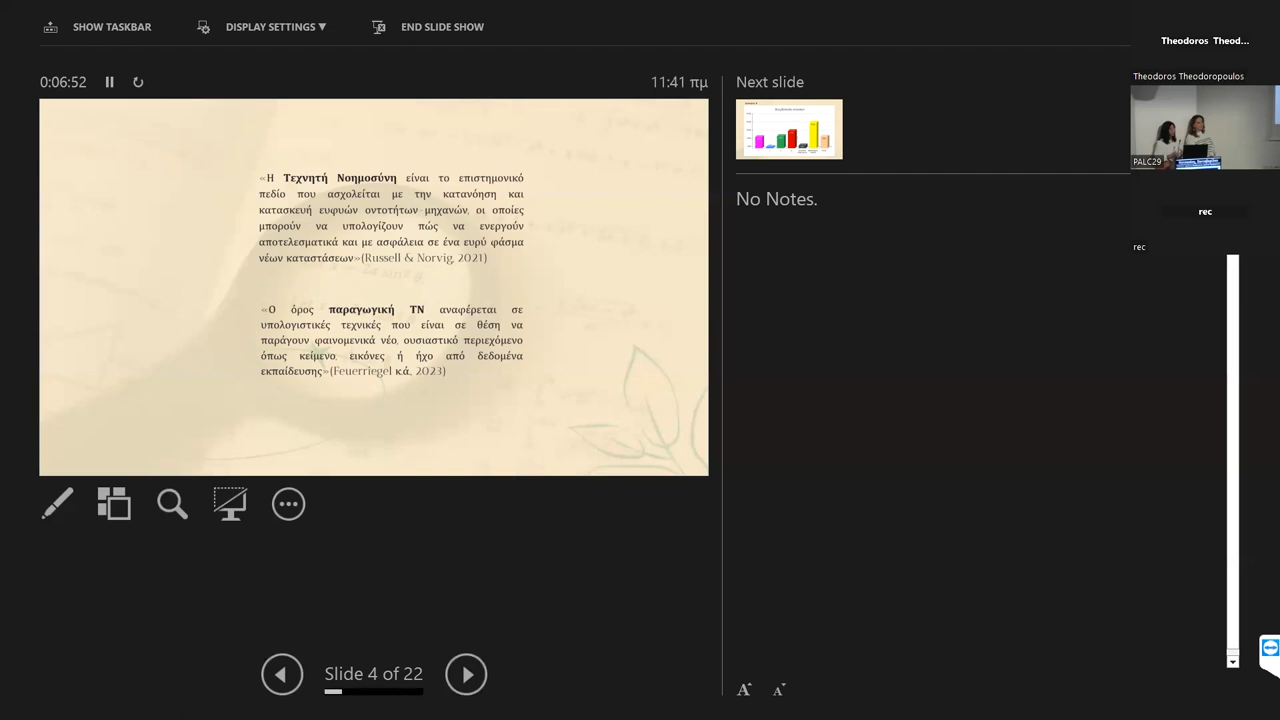 SHOW TASKBAR
DISPLAY SETTINGS ▼
END SLIDE SHOW
Theodoros Theod...
0:06:52
11:41 πμ
Next slide
Theodoros Theodoropoulos
PALC29
rec
rec
No Notes.
«Η Τεχνητή Νοημοσύνη είναι το επιστημονικό
πεδίο που ασχολείται με την κατανόηση και
κατασκευή ευφυών οντοτήτων μηχανών, οι οποίες
μπορούν να υπολογίζουν πώς να ενεργούν
αποτελεσματικά και με ασφάλεια σε ένα ευρύ φάσμα
νέων καταστάσεων»(Russell & Norvig, 2021)
«Ο όρος παραγωγική ΤΝ αναφέρεται σε
υπολογιστικές τεχνικές που είναι σε θέση να
παράγουν φαινομενικά νέο, ουσιαστικό περιεχόμενο
όπως κείμενο, εικόνες ή ήχο από δεδομένα
εκπαίδευσης»(Feuerriegel κ.ά., 2023)
Slide 4 of 22
A A